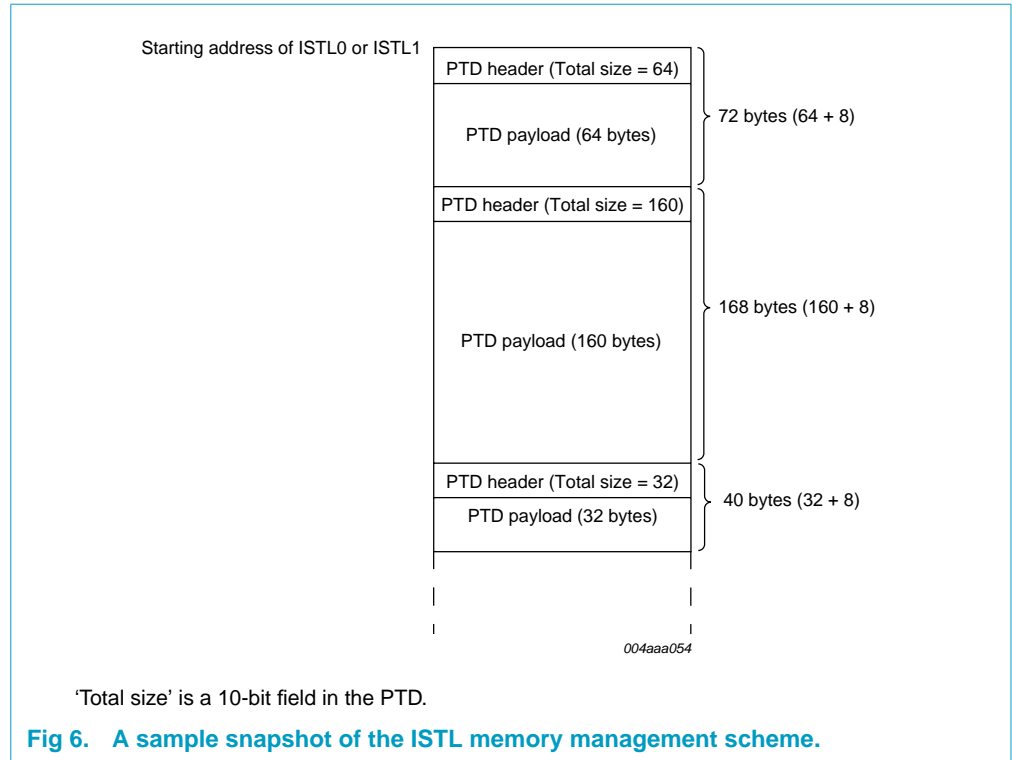 Starting address of ISTL0 or ISTL1
PTD header (Total size = 64)
PTD payload (64 bytes)
72 bytes (64 + 8)
PTD header (Total size = 160)
PTD payload (160 bytes)
168 bytes (160 + 8)
PTD header (Total size = 32)
PTD payload (32 bytes)
40 bytes (32 + 8)
004aaa054
‘Total size’ is a 10-bit field in the PTD.
Fig 6. A sample snapshot of the ISTL memory management scheme.